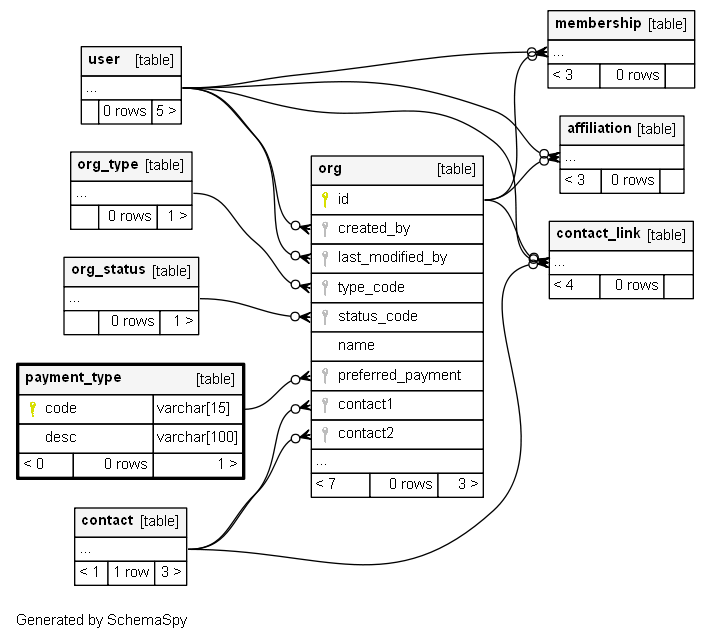 user [table]
...
0 rows 5 >
org_type [table]
...
0 rows 1 >
org_status [table]
...
0 rows 1 >
payment_type [table]
code varchar[15]
desc varchar[100]
< 0 0 rows 1 >
contact [table]
...
< 1 1 row 3 >
org [table]
id
created_by
last_modified_by
type_code
status_code
name
preferred_payment
contact1
contact2
...
< 7 0 rows 3 >
membership [table]
...
< 3 0 rows
affiliation [table]
...
< 3 0 rows
contact_link [table]
...
< 4 0 rows
Generated by SchemaSpy